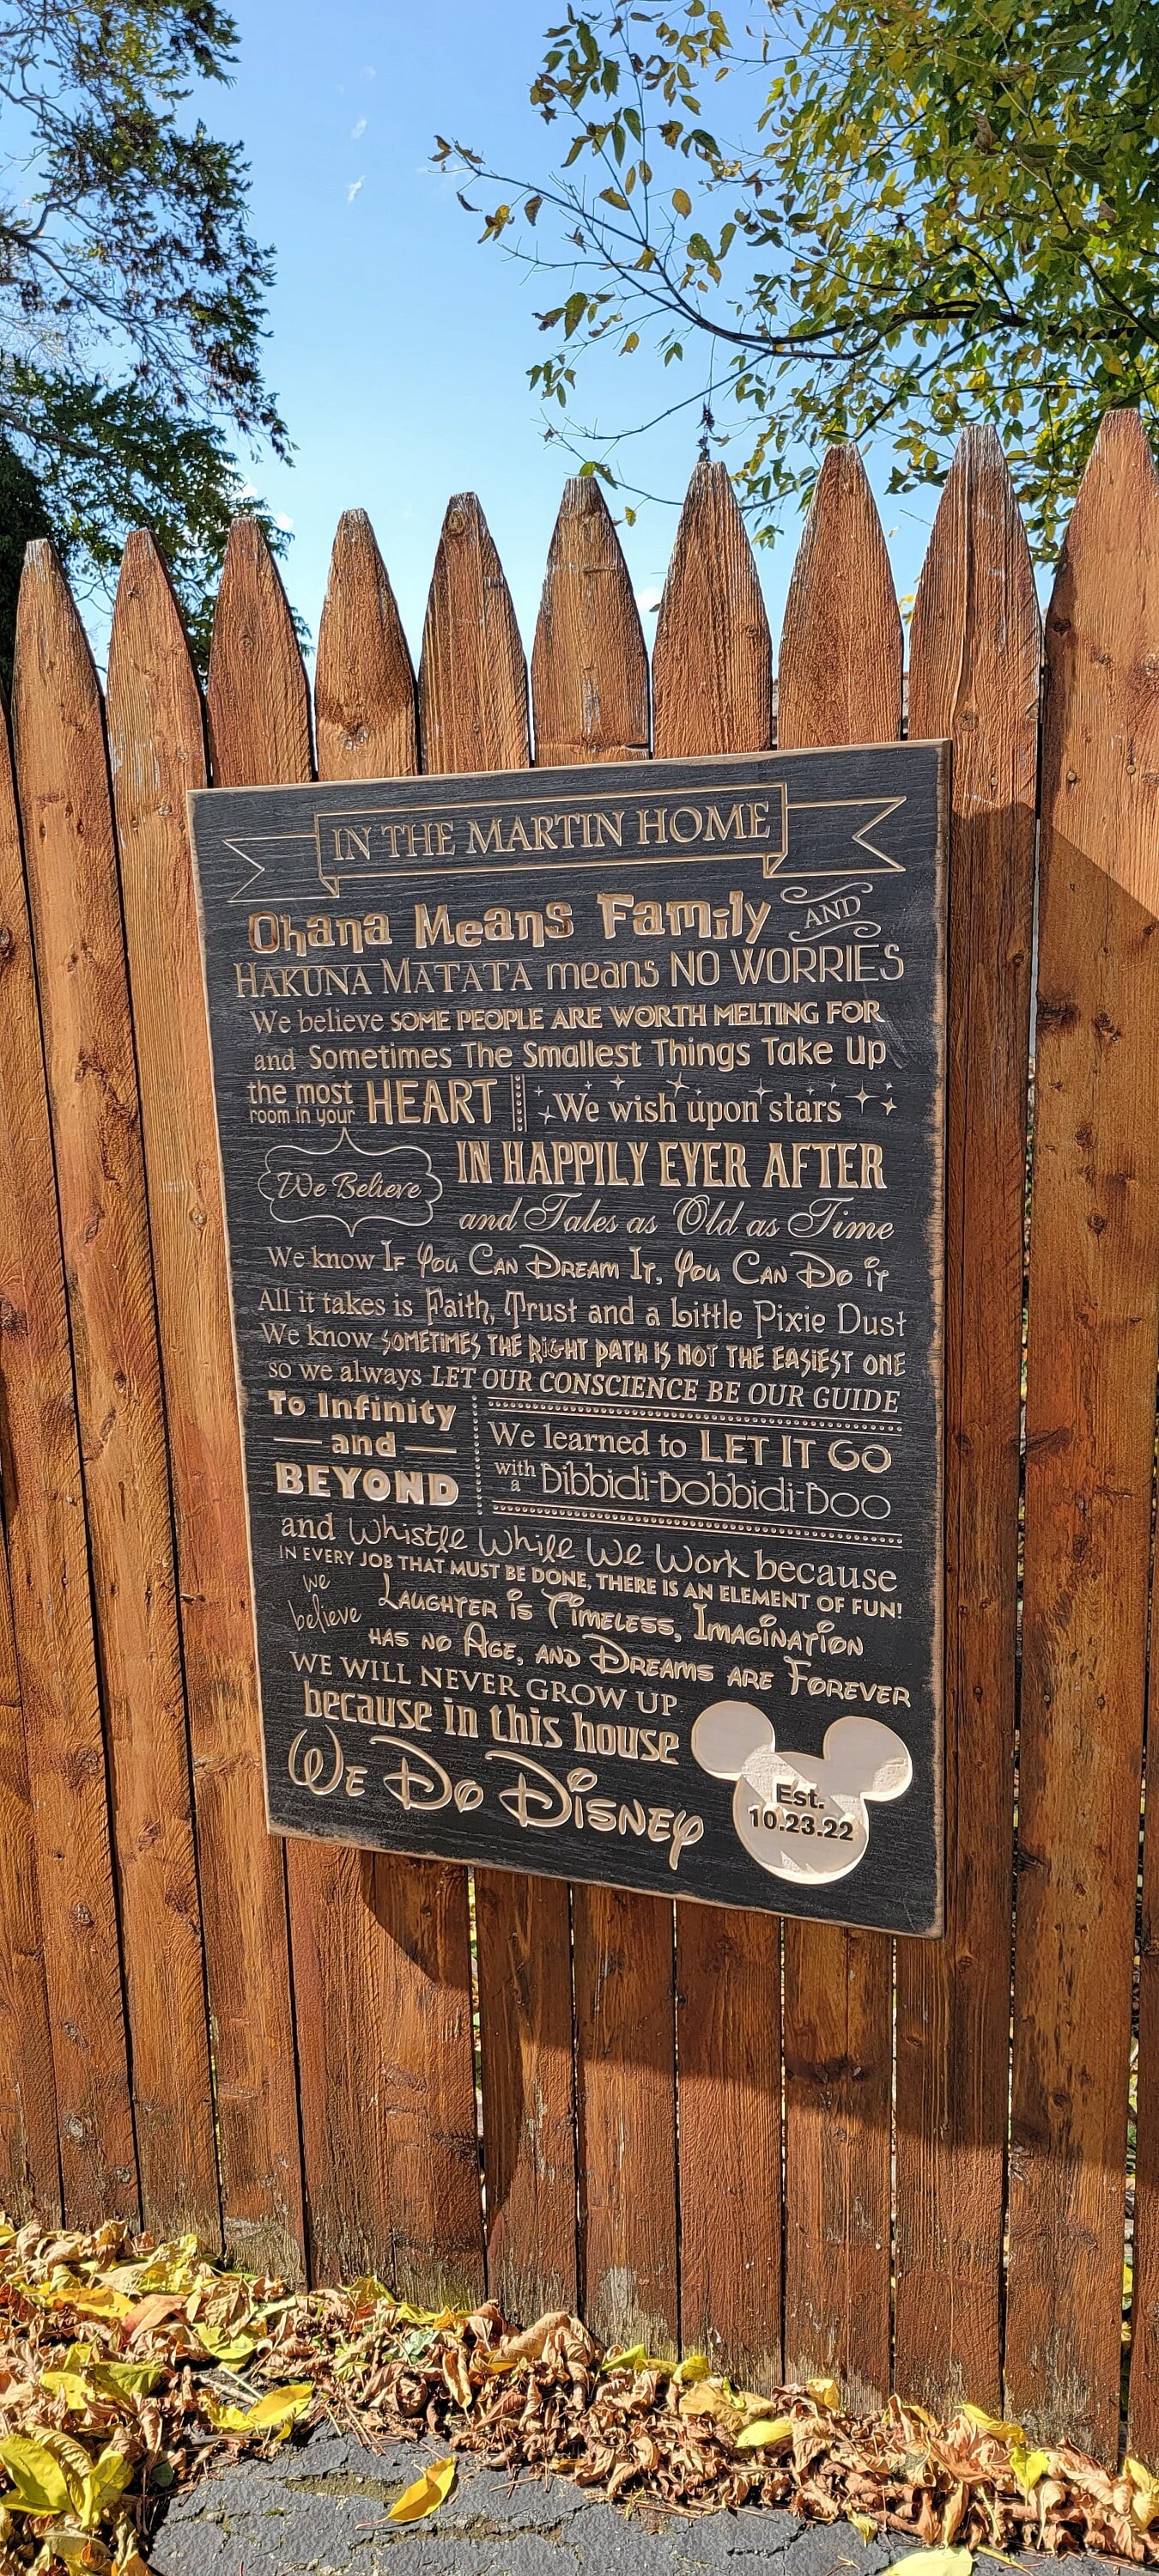 IN THE MARTIN HOME
Ohana Means Family AND
HAKUNA MATATA means NO WORRIES
We believe SOME PEOPLE ARE WORTH MELTING FOR
and Sometimes The Smallest Things Take Up
the most
room in your HEART
We wish upon stars
We Believe
IN HAPPILY EVER AFTER
and Tales as Old as Time
We know If You Can Dream It, You Can Do it
All it takes is Faith, Trust and a Little Pixie Dust
We know SOMETIMES THE RIGHT PATH IS NOT THE EASIEST ONE
so we always LET OUR CONSCIENCE BE OUR GUIDE
To Infinity
and
BEYOND
We learned to LET IT GO
with a Bibbidi-Bobbidi-Boo
and Whistle While We Work because
IN EVERY JOB THAT MUST BE DONE, THERE IS AN ELEMENT OF FUN!
we believe Laughter is Timeless, Imagination
has no Age, and Dreams are Forever
WE WILL NEVER GROW UP
because in this house
We Do Disney
Est.
10.23.22